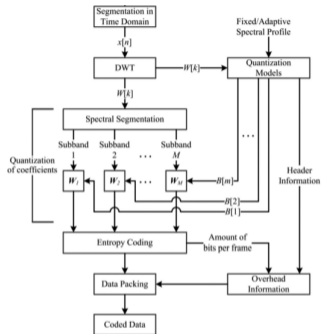 Segmentation in
Time Domain
Fixed/Adaptive
Spectral Profile
x[n]
DWT
W[k]
Quantization
Models
W[k]
Spectral Segmentation
Subband
1
Subband
2
...
Subband
M
...
Quantization
of coefficients
W1
W2
...
WM
B[m]
B[2]
B[1]
Header
Information
Entropy Coding
Amount of
bits per frame
Data Packing
Overhead
Information
Coded Data